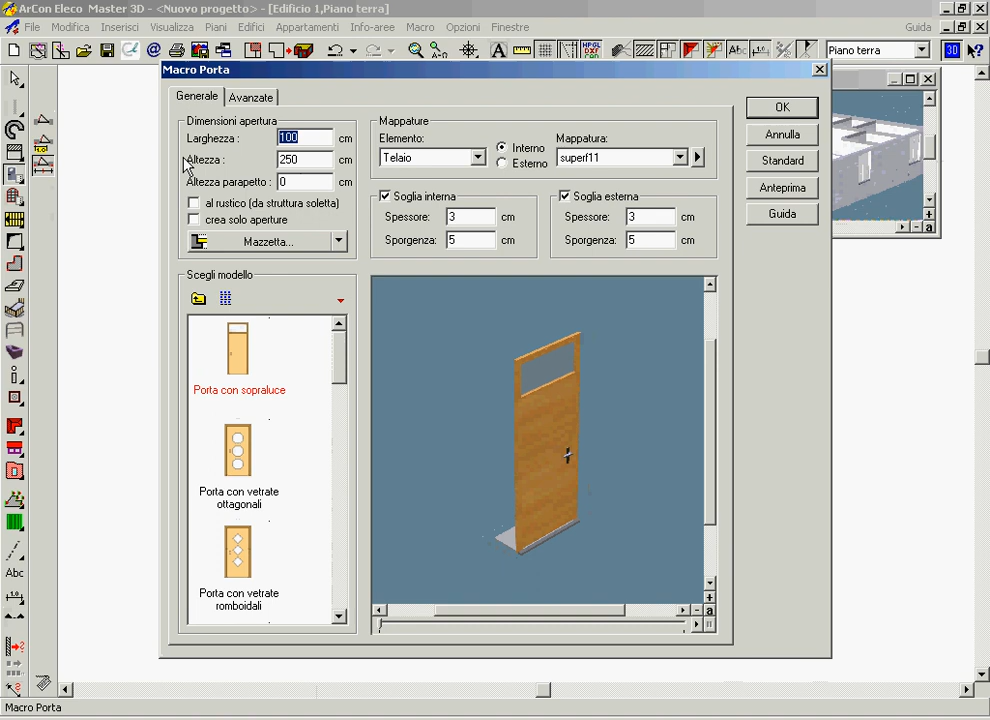 ArCon Eleco Master 3D - <Nuovo progetto> - [Edificio 1,Piano terra]
File Modifica Inserisci Visualizza Piani Edifici Appartamenti Info-aree Macro Opzioni Finestre Guida
Abc Piano terra 3D
Macro Porta
Generale Avanzate
Dimensioni apertura
Larghezza : 100 cm
Altezza : 250 cm
Altezza parapetto : 0 cm
al rustico (da struttura soletta)
crea solo aperture
Mazzetta...
Mappature
Elemento: Mappatura:
Telaio Interno superf11
Esterno
Soglia interna
Spessore: 3 cm
Sporgenza: 5 cm
Soglia esterna
Spessore: 3 cm
Sporgenza: 5 cm
OK
Annulla
Standard
Anteprima
Guida
Scegli modello
Porta con sopraluce
Porta con vetrate
ottagonali
Porta con vetrate
romboidali
Abc
Macro Porta